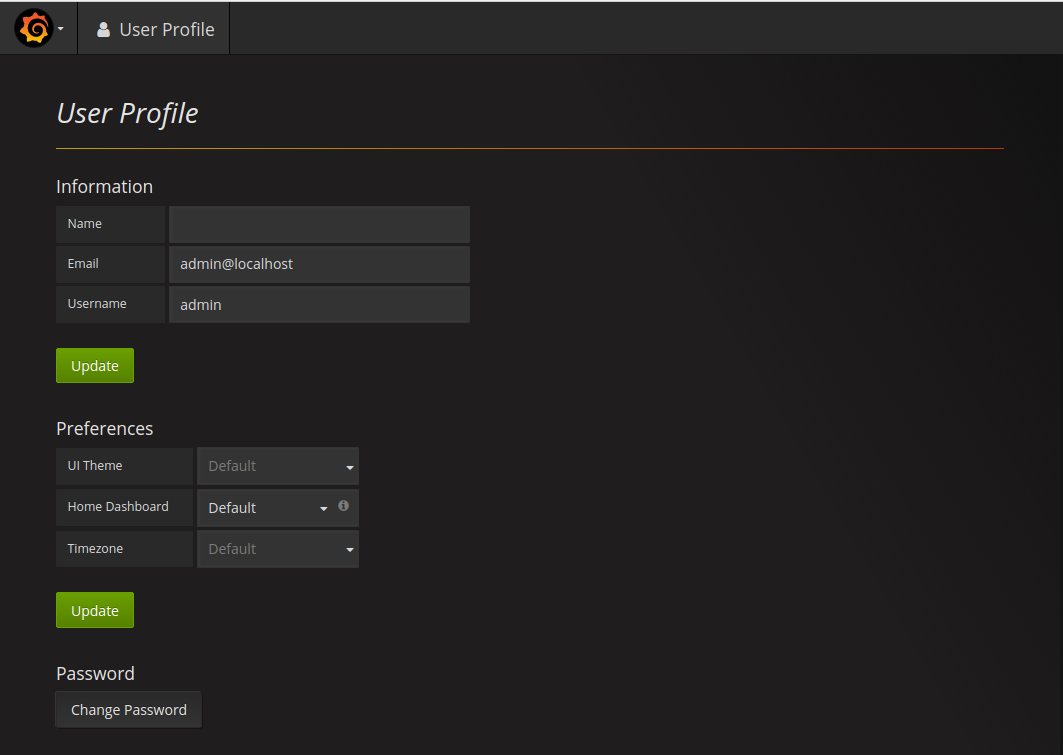 User Profile
User Profile
Information
Name
Email admin@localhost
Username admin
Update
Preferences
UI Theme Default
Home Dashboard Default
Timezone Default
Update
Password
Change Password